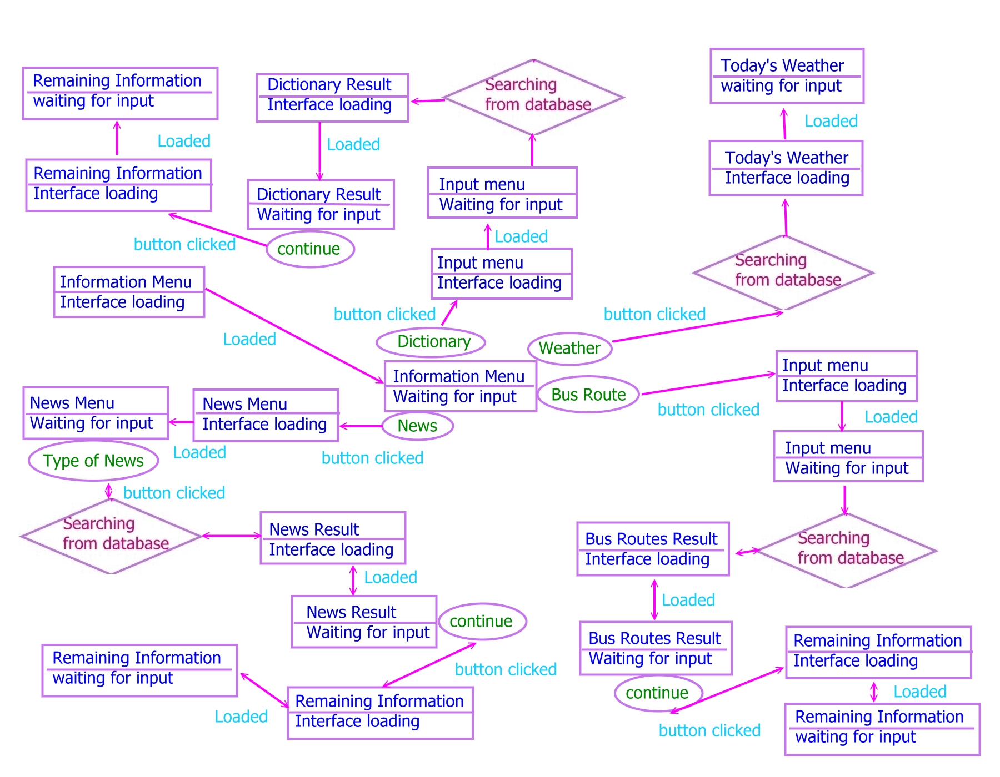 Remaining Information
waiting for input
Loaded
Remaining Information
Interface loading
button clicked
Dictionary Result
Interface loading
Loaded
Dictionary Result
Waiting for input
continue
Searching
from database
Input menu
Waiting for input
Loaded
Input menu
Interface loading
button clicked
Dictionary
Today's Weather
waiting for input
Loaded
Today's Weather
Interface loading
Searching
from database
button clicked
Weather
Information Menu
Interface loading
Loaded
Information Menu
Waiting for input
Bus Route
button clicked
Input menu
Interface loading
Loaded
Input menu
Waiting for input
News Menu
Waiting for input
Loaded
News Menu
Interface loading
News
button clicked
Type of News
button clicked
Searching
from database
News Result
Interface loading
Loaded
News Result
Waiting for input
continue
button clicked
Remaining Information
waiting for input
Loaded
Remaining Information
Interface loading
Searching
from database
Bus Routes Result
Interface loading
Loaded
Bus Routes Result
Waiting for input
continue
button clicked
Remaining Information
Interface loading
Loaded
Remaining Information
waiting for input